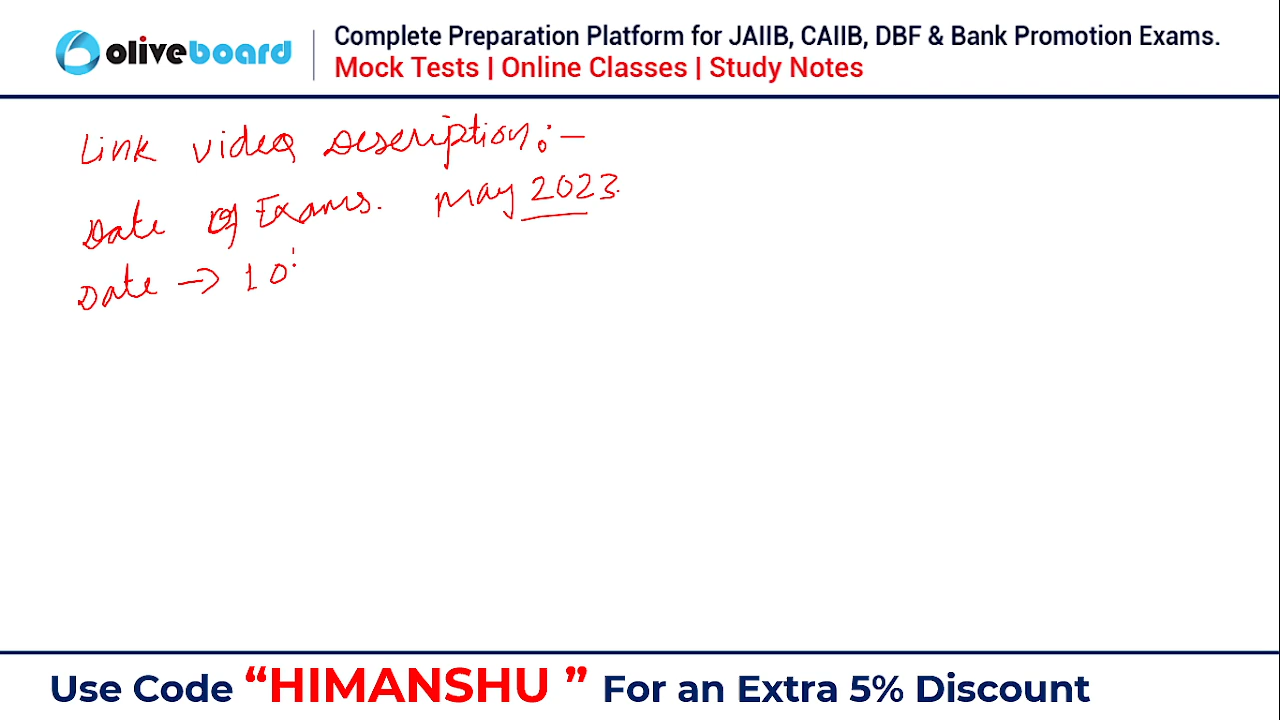 oliveboard
Complete Preparation Platform for JAIIB, CAIIB, DBF & Bank Promotion Exams.
Mock Tests | Online Classes | Study Notes
Link video Description:-
Date of Exams. may 2023.
Date → 10
Use Code “HIMANSHU ” For an Extra 5% Discount